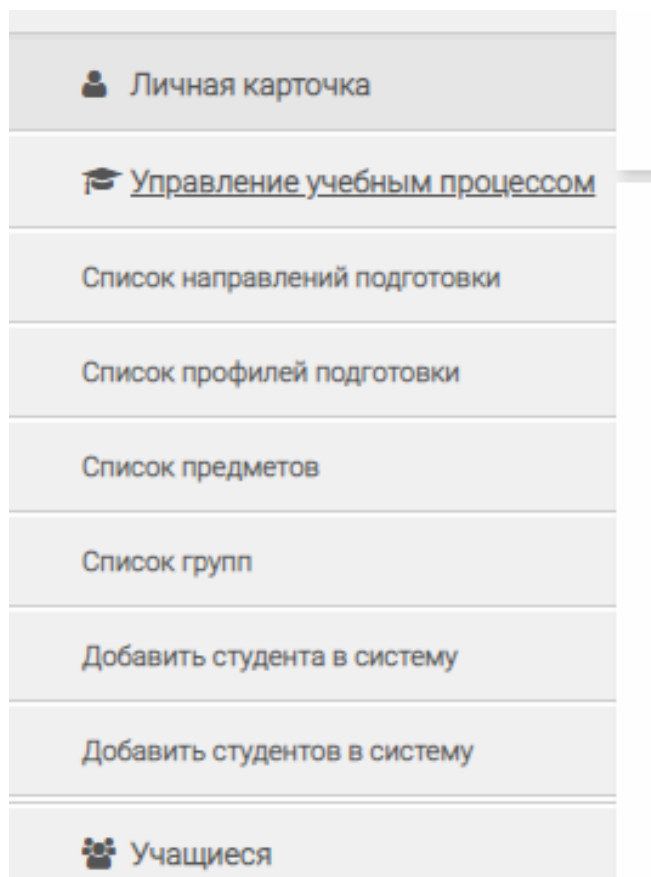 Личная карточка
Управление учебным процессом
Список направлений подготовки
Список профилей подготовки
Список предметов
Список групп
Добавить студента в систему
Добавить студентов в систему
Учащиеся